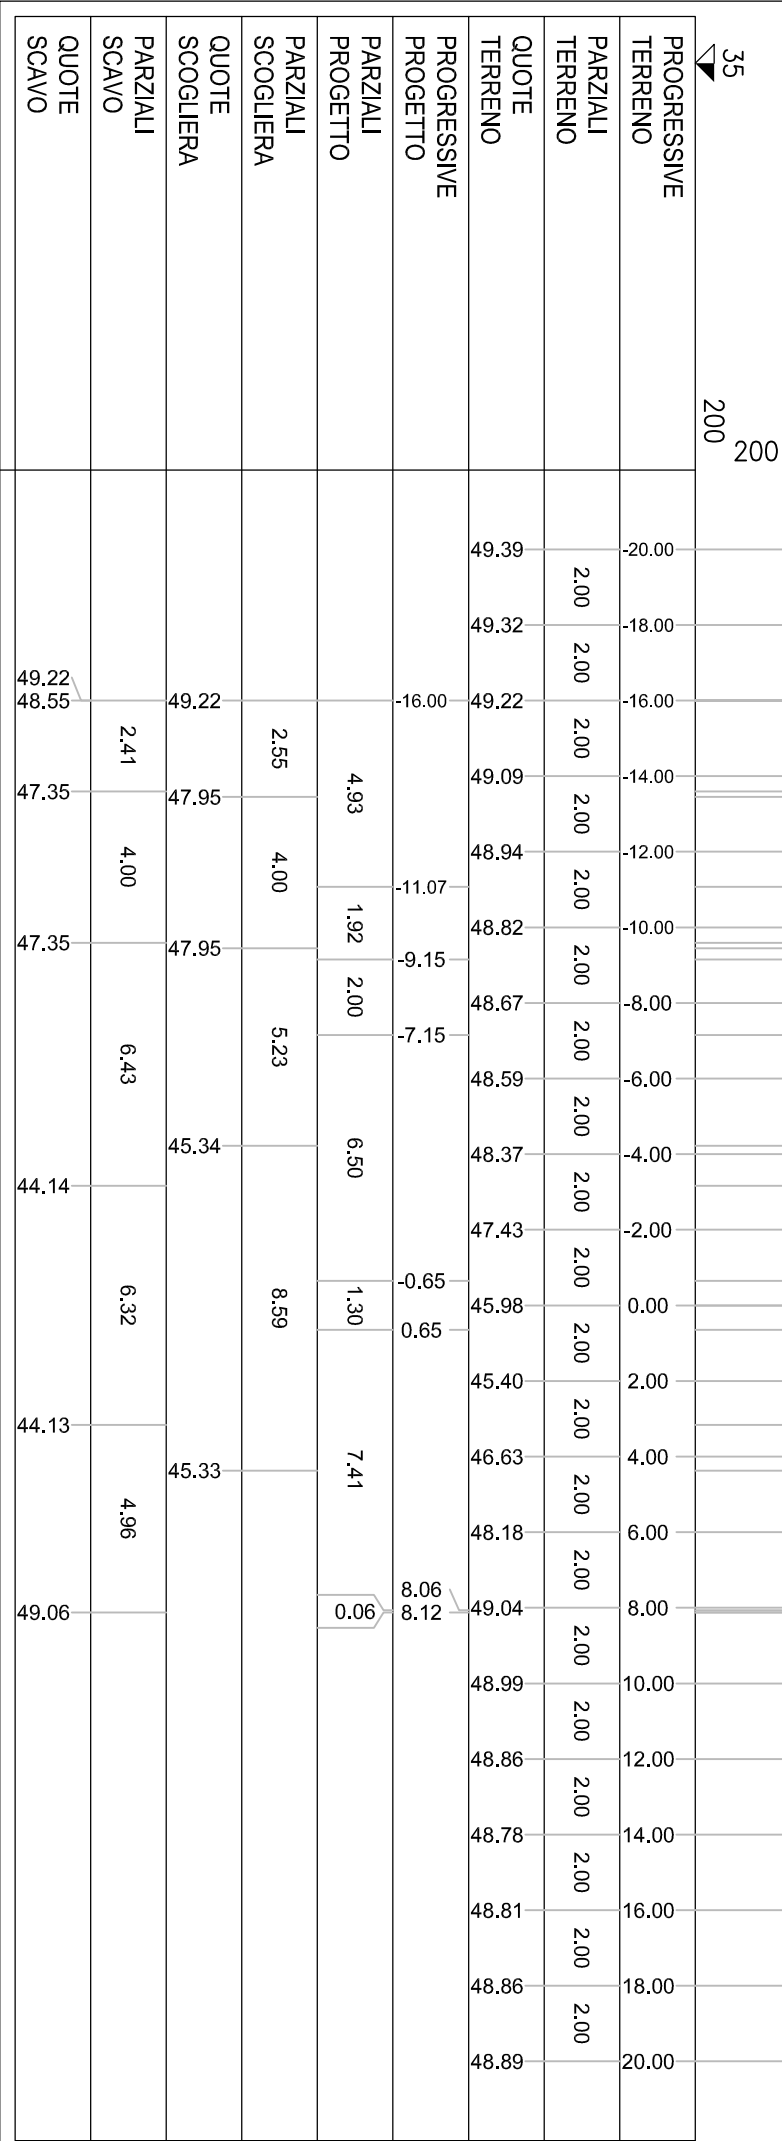 35
200
200
PROGRESSIVE
TERRENO
-20.00 -18.00 -16.00 -14.00 -12.00 -10.00 -8.00 -6.00 -4.00 -2.00 0.00 2.00 4.00 6.00 8.00 10.00 12.00 14.00 16.00 18.00 20.00
PARZIALI
TERRENO
2.00 2.00 2.00 2.00 2.00 2.00 2.00 2.00 2.00 2.00 2.00 2.00 2.00 2.00 2.00 2.00 2.00 2.00 2.00 2.00
QUOTE
TERRENO
49.39 49.32 49.22 49.09 48.94 48.82 48.67 48.59 48.37 47.43 45.98 45.40 46.63 48.18 49.04 48.99 48.86 48.78 48.81 48.86 48.89
PROGRESSIVE
PROGETTO
-16.00 -11.07 -9.15 -7.15 -0.65 0.65 8.06 8.12
PARZIALI
PROGETTO
4.93 1.92 2.00 6.50 1.30 7.41 0.06
PARZIALI
SCOGLIERA
2.55 4.00 5.23 8.59
QUOTE
SCOGLIERA
49.22 47.95 47.95 45.34 45.33
PARZIALI
SCAVO
2.41 4.00 6.43 6.32 4.96
QUOTE
SCAVO
49.22 48.55 47.35 47.35 44.14 44.13 49.06